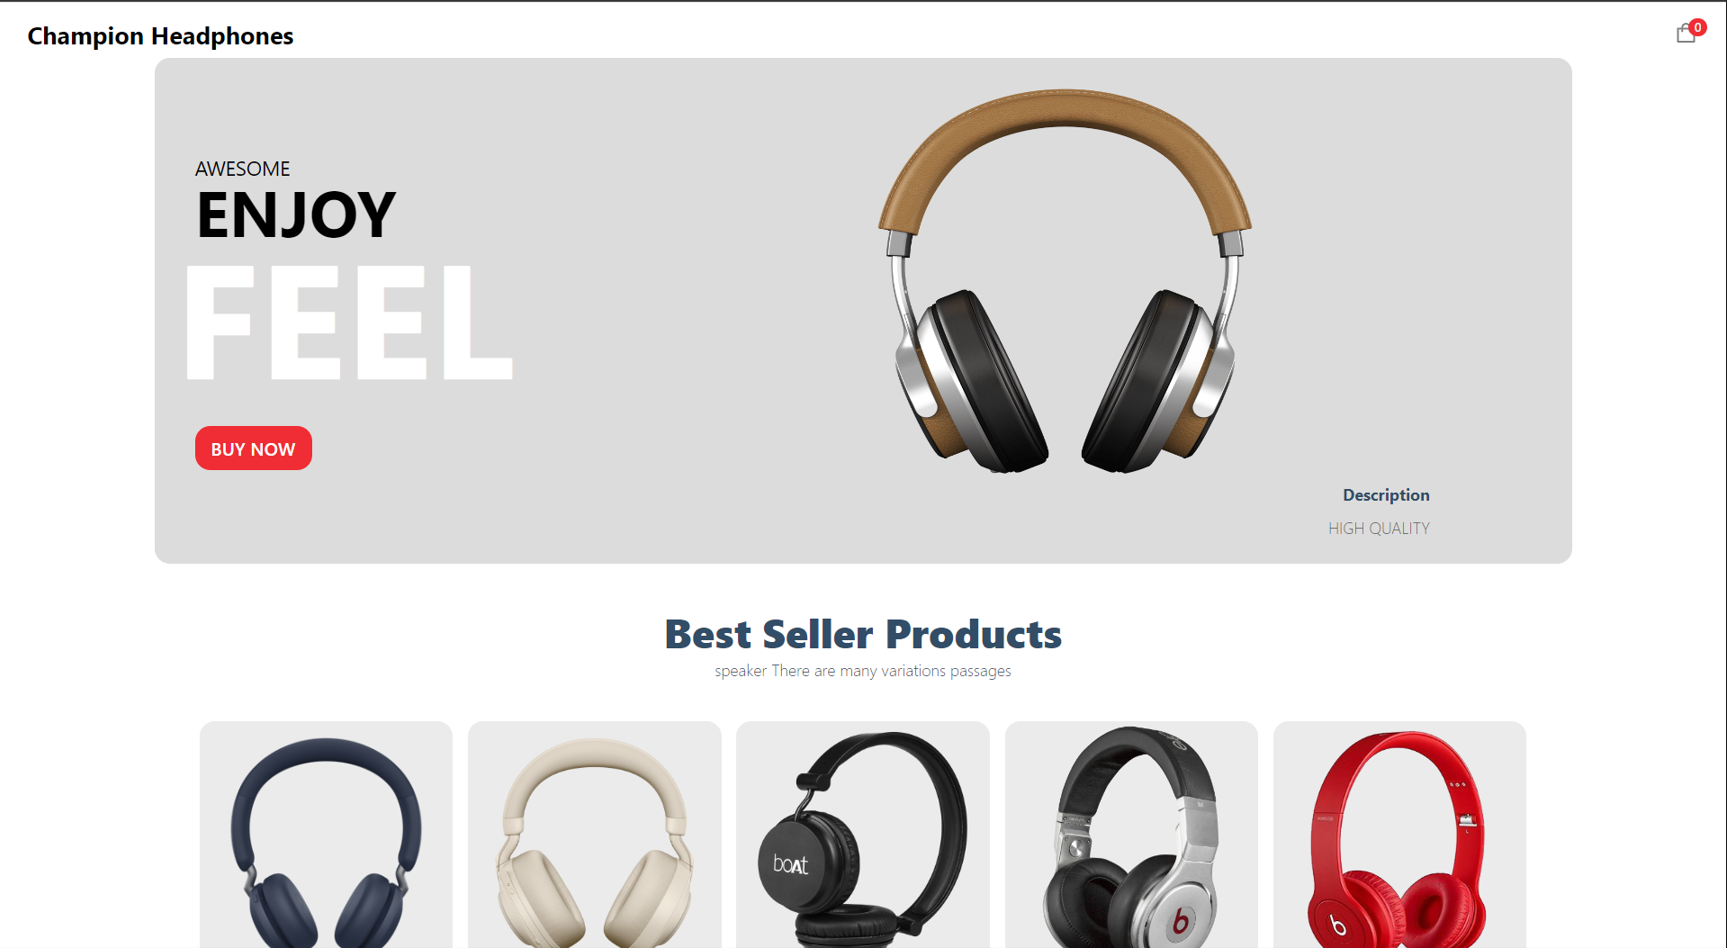 Champion Headphones
0
AWESOME
ENJOY
FEEL
BUY NOW
Description
HIGH QUALITY
Best Seller Products
speaker There are many variations passages
boAt
b
b